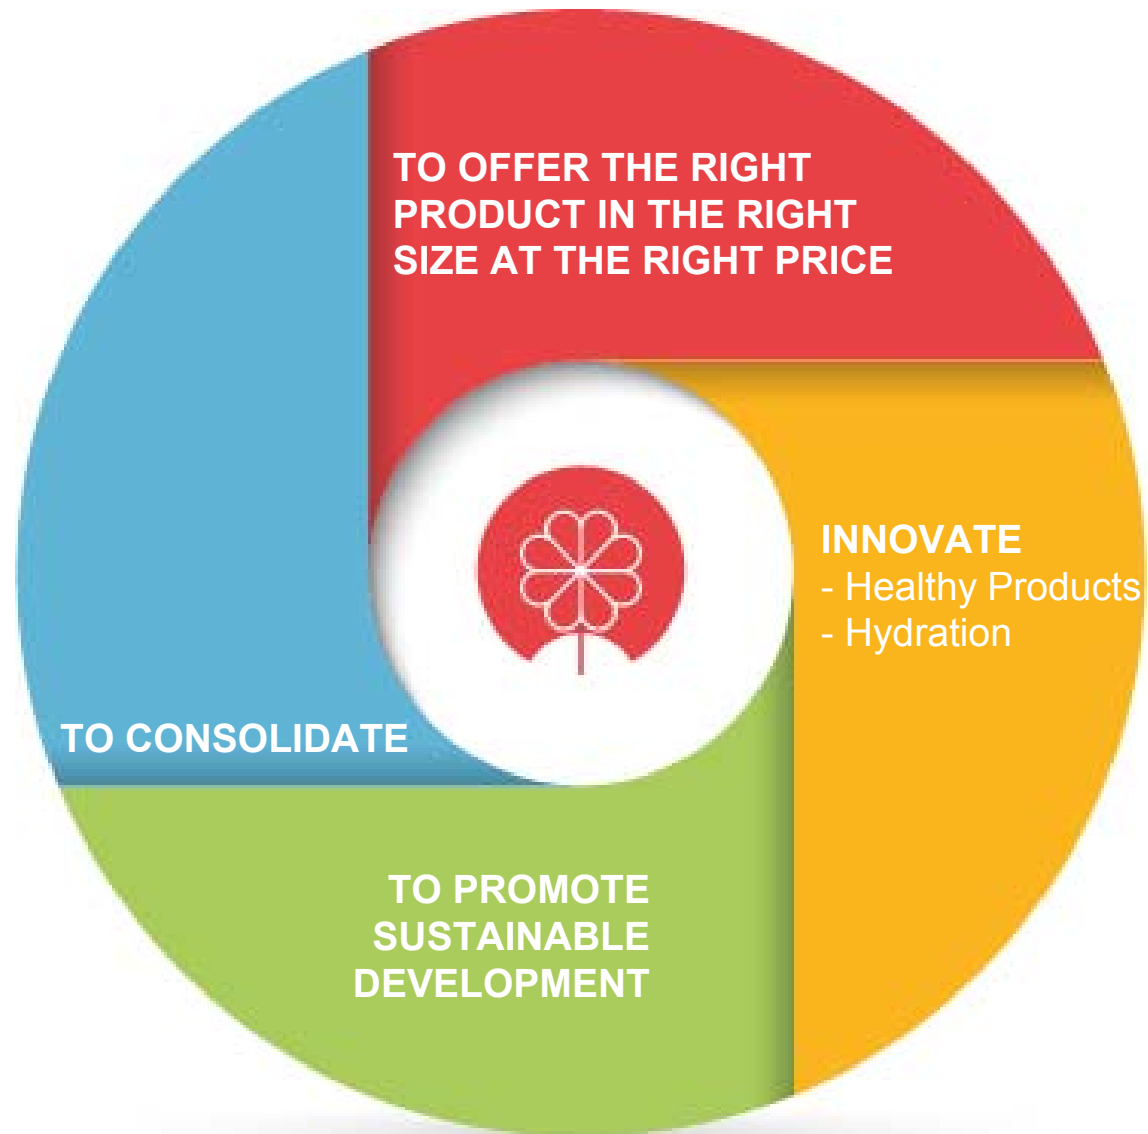 TO OFFER THE RIGHT
PRODUCT IN THE RIGHT
SIZE AT THE RIGHT PRICE
INNOVATE
- Healthy Products
- Hydration
TO CONSOLIDATE
TO PROMOTE
SUSTAINABLE
DEVELOPMENT